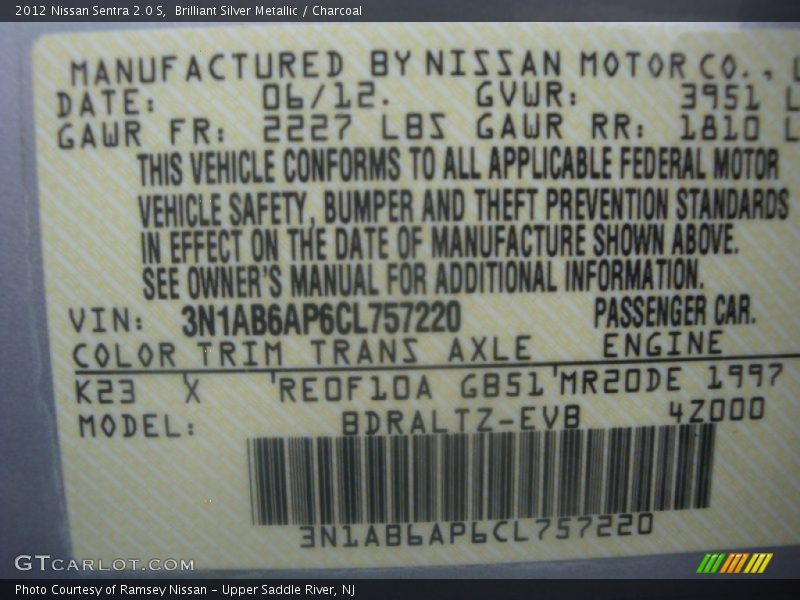 2012 Nissan Sentra 2.0 S,  Brilliant Silver Metallic / Charcoal
MANUFACTURED BY NISSAN MOTOR CO., L
DATE: 06/12. GVWR: 3951 L
GAWR FR: 2227 LBS GAWR RR: 1810 L
THIS VEHICLE CONFORMS TO ALL APPLICABLE FEDERAL MOTOR
VEHICLE SAFETY, BUMPER AND THEFT PREVENTION STANDARDS
IN EFFECT ON THE DATE OF MANUFACTURE SHOWN ABOVE.
SEE OWNER'S MANUAL FOR ADDITIONAL INFORMATION.
VIN: 3N1AB6AP6CL757220 PASSENGER CAR.
COLOR TRIM TRANS AXLE ENGINE
K23 X RE0F10A GB51 MR20DE 1997
MODEL: BDRALTZ-EVB 4Z000
3N1AB6AP6CL757220
GTCARLOT.COM
Photo Courtesy of Ramsey Nissan - Upper Saddle River, NJ